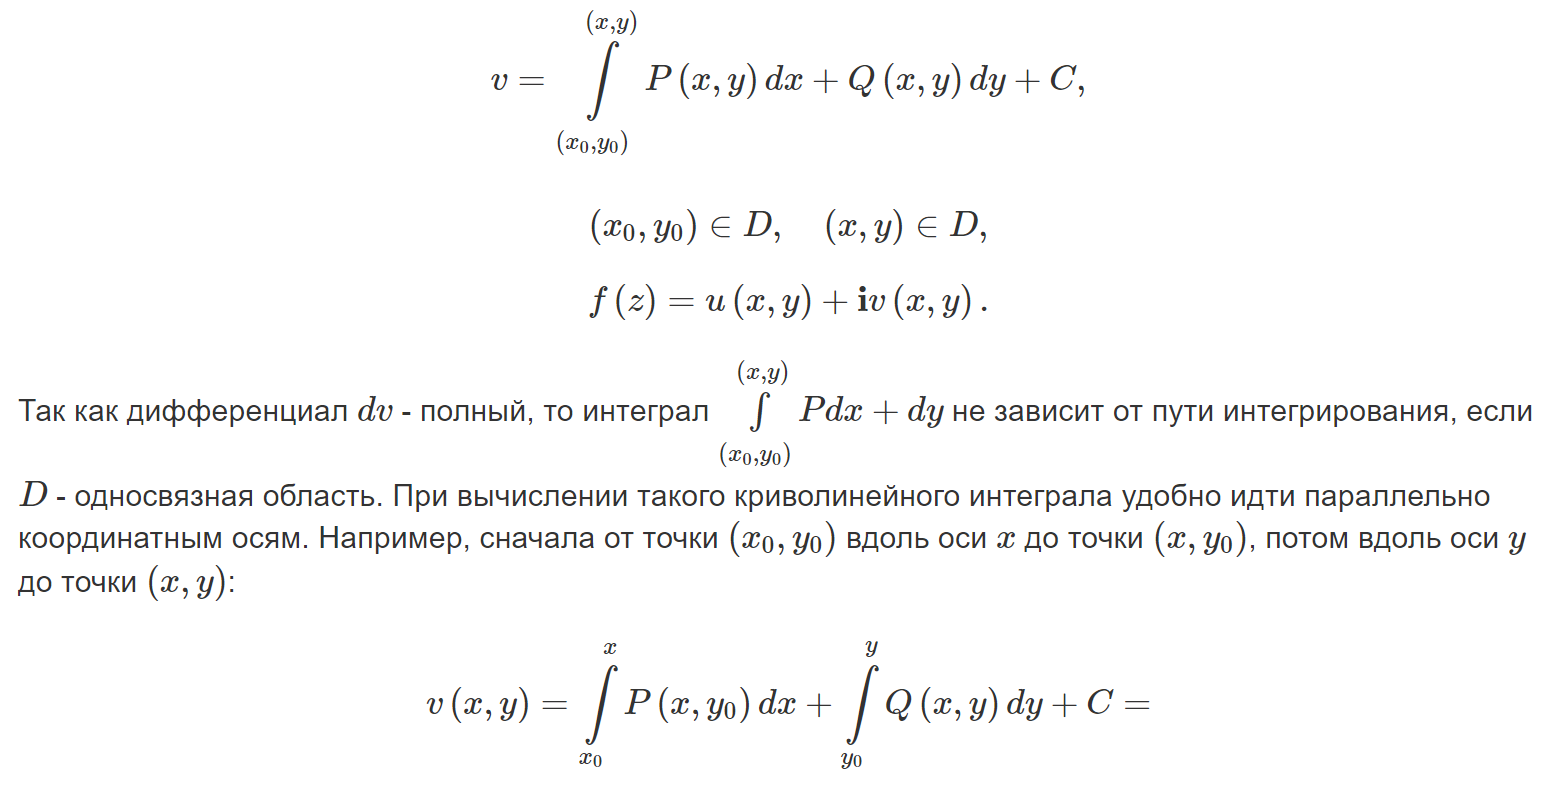 $v = \int\limits_{(x_0,y_0)}^{(x,y)} P\,(x, y)\,dx + Q\,(x, y)\,dy + C,$
$(x_0, y_0) \in D, \quad (x, y) \in D,$
$f\,(z) = u\,(x, y) + \mathbf{i}v\,(x, y)\,.$
Так как дифференциал $dv$ - полный, то интеграл $\int\limits_{(x_0,y_0)}^{(x,y)} Pdx + dy$ не зависит от пути интегрирования, если
$D$ - односвязная область. При вычислении такого криволинейного интеграла удобно идти параллельно
координатным осям. Например, сначала от точки $(x_0, y_0)$ вдоль оси $x$ до точки $(x, y_0)$, потом вдоль оси $y$
до точки $(x, y)$:
$v\,(x, y) = \int\limits_{x_0}^{x} P\,(x, y_0)\,dx + \int\limits_{y_0}^{y} Q\,(x, y)\,dy + C =$